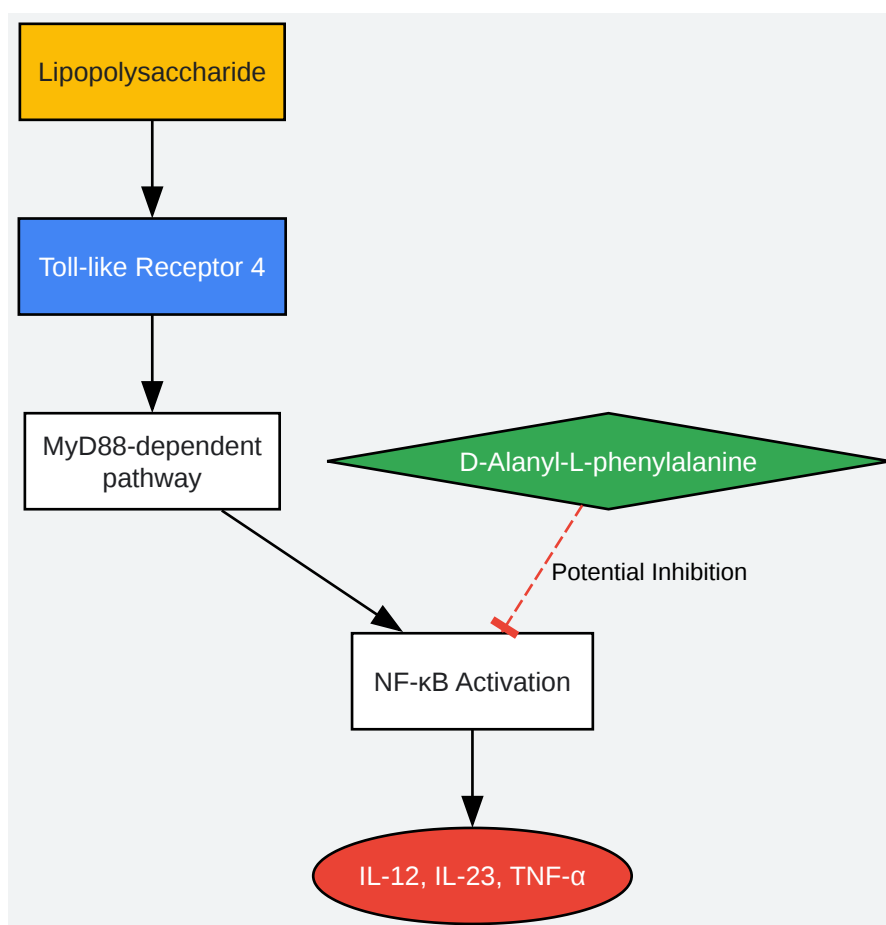 Lipopolysaccharide
Toll-like Receptor 4
MyD88-dependent
pathway
D-Alanyl-L-phenylalanine
Potential Inhibition
NF-κB Activation
IL-12, IL-23, TNF-α